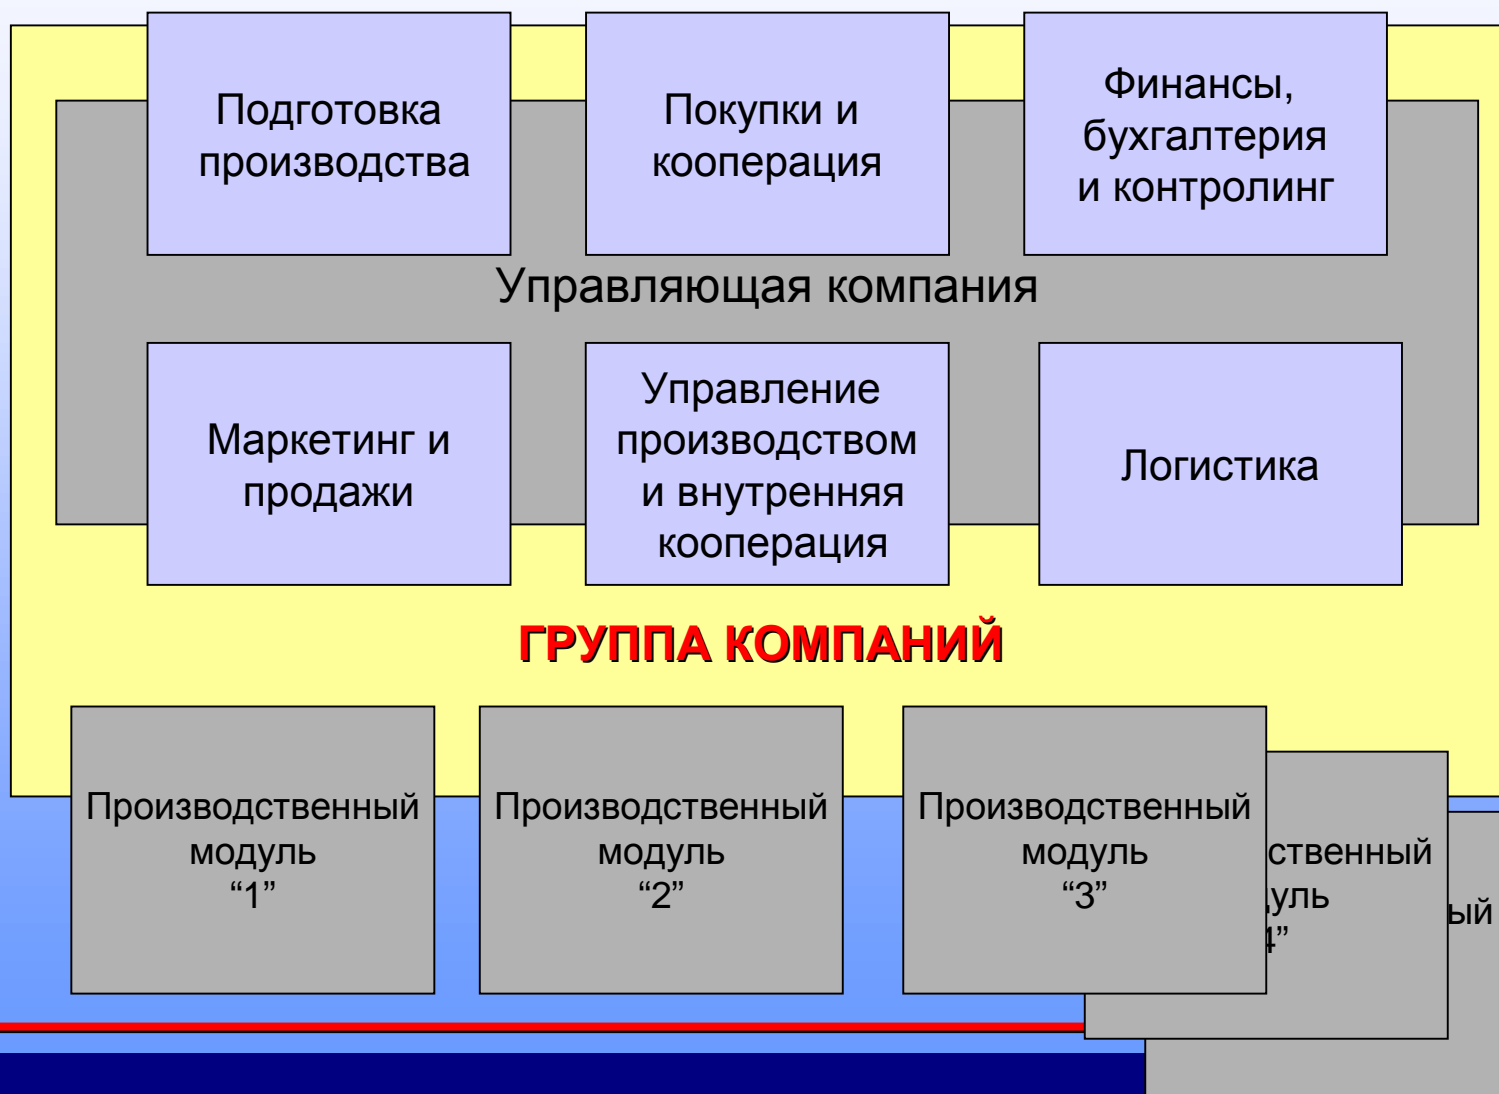 Подготовка
производства
Покупки и
кооперация
Финансы,
бухгалтерия
и контролинг
Управляющая компания
Маркетинг и
продажи
Управление
производством
и внутренняя
кооперация
Логистика
ГРУППА КОМПАНИЙ
Производственный
модуль
“1”
Производственный
модуль
“2”
Производственный
модуль
“3”